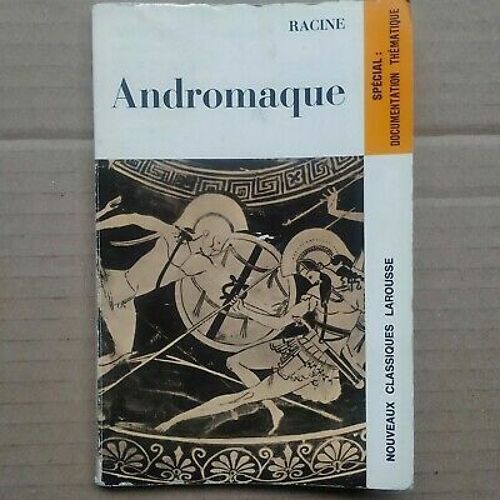 RACINE
Andromaque
SPÉCIAL :
DOCUMENTATION THÉMATIQUE
NOUVEAUX CLASSIQUES LAROUSSE